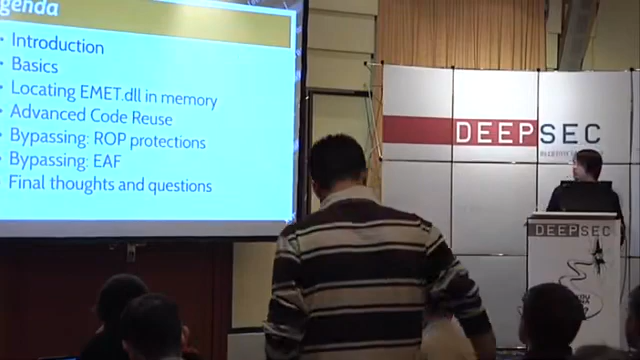 genda
• Introduction
• Basics
• Locating EMET.dll in memory
• Advanced Code Reuse
• Bypassing: ROP protections
• Bypassing: EAF
Final thoughts and questions
DEEPSEC
DEEPSEC